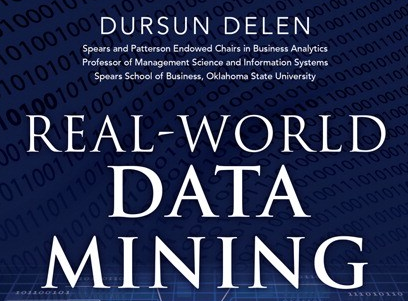 DURSUN DELEN
Spears and Patterson Endowed Chairs in Business Analytics
Professor of Management Science and Information Systems
Spears School of Business, Oklahoma State University
REAL-WORLD
DATA
MINING